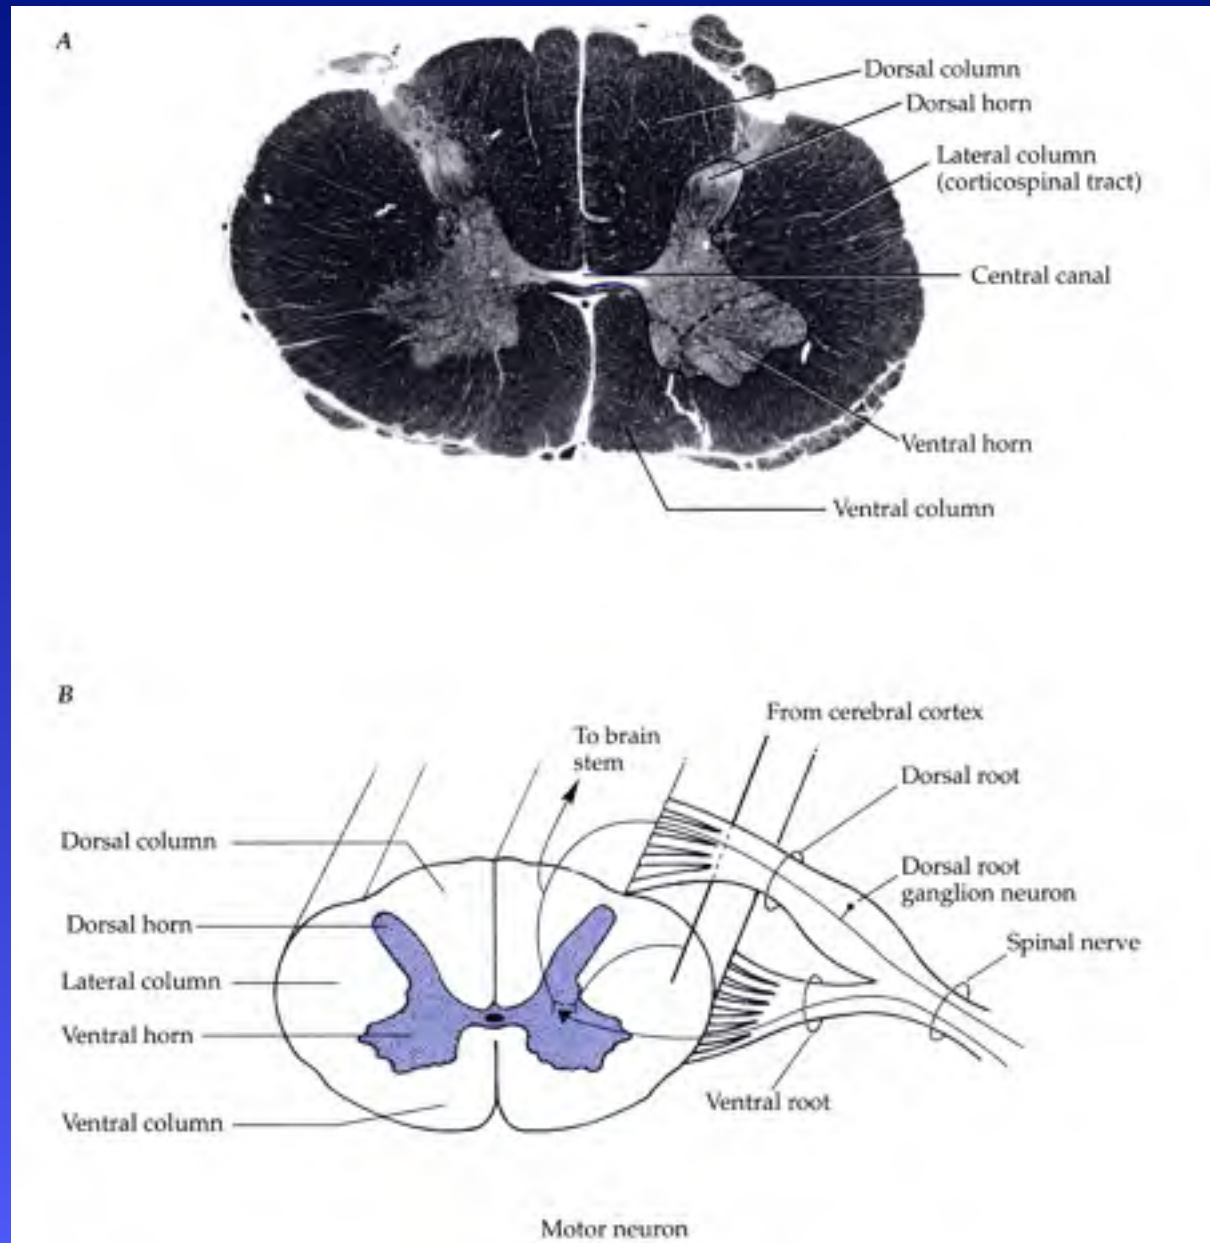 A
Dorsal column
Dorsal horn
Lateral column
(corticospinal tract)
Central canal
Ventral horn
Ventral column
B
From cerebral cortex
To brain
stem
Dorsal root
Dorsal column
Dorsal root
ganglion neuron
Dorsal horn
Spinal nerve
Lateral column
Ventral horn
Ventral root
Ventral column
Motor neuron